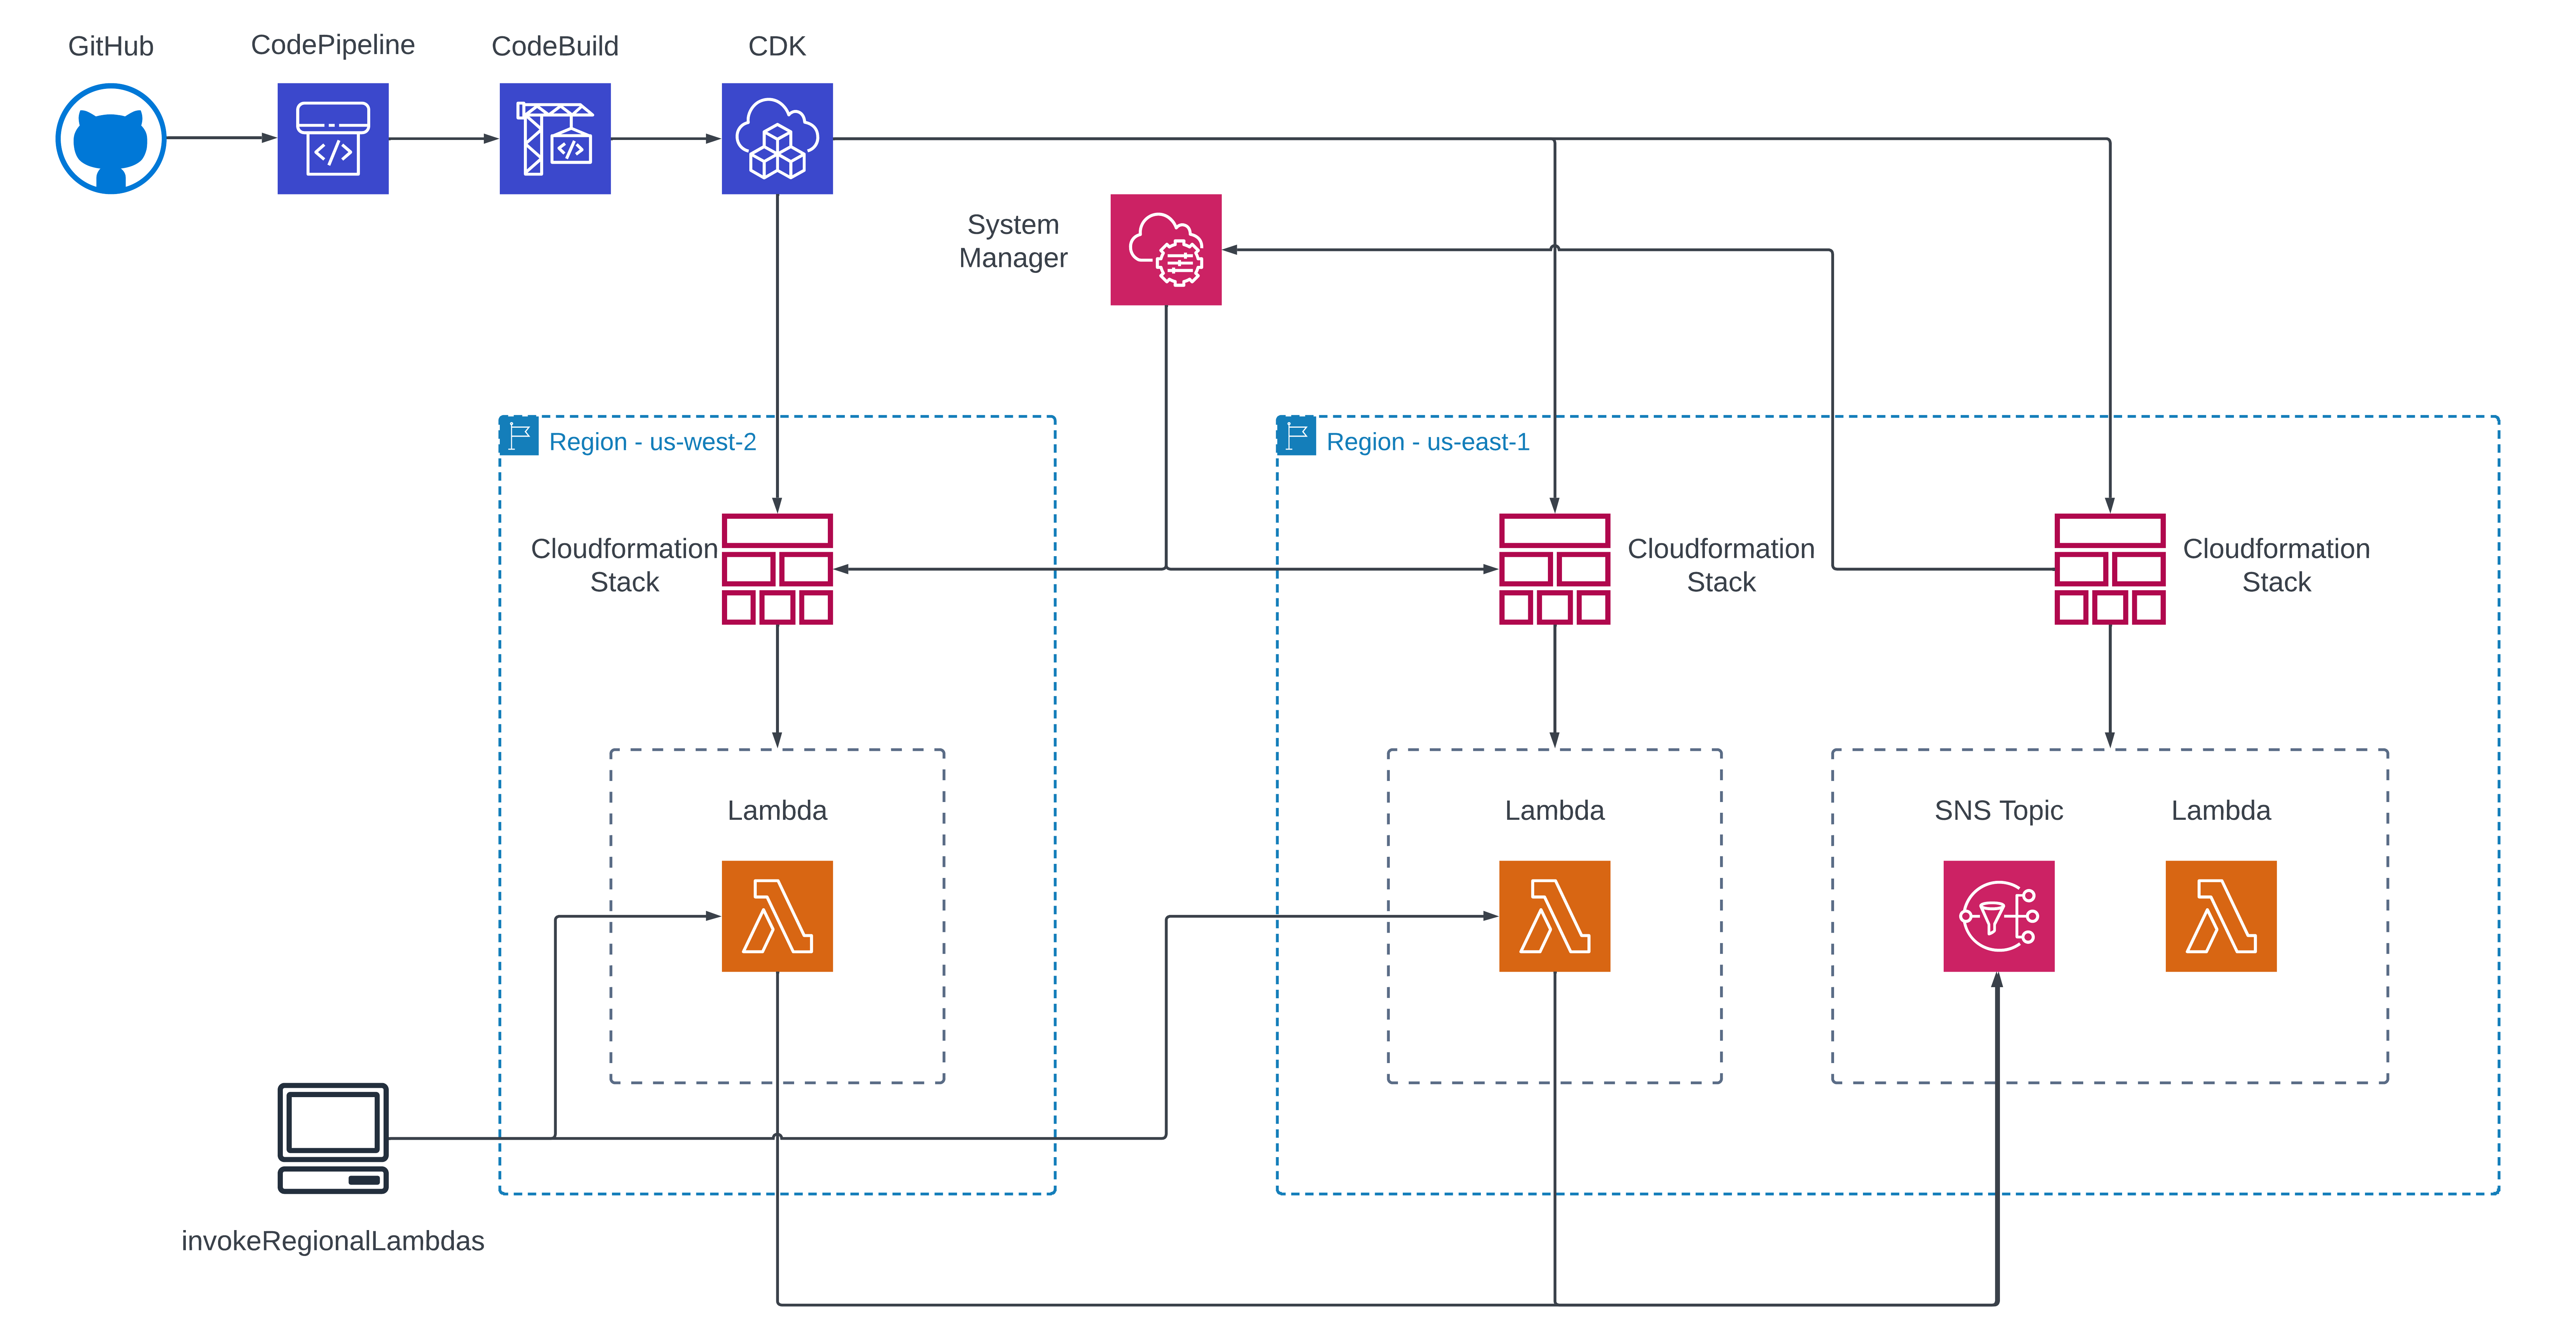 GitHub
CodePipeline
CodeBuild
CDK
System
Manager
Region - us-west-2
Region - us-east-1
Cloudformation
Stack
Cloudformation
Stack
Cloudformation
Stack
Lambda
Lambda
SNS Topic
Lambda
invokeRegionalLambdas